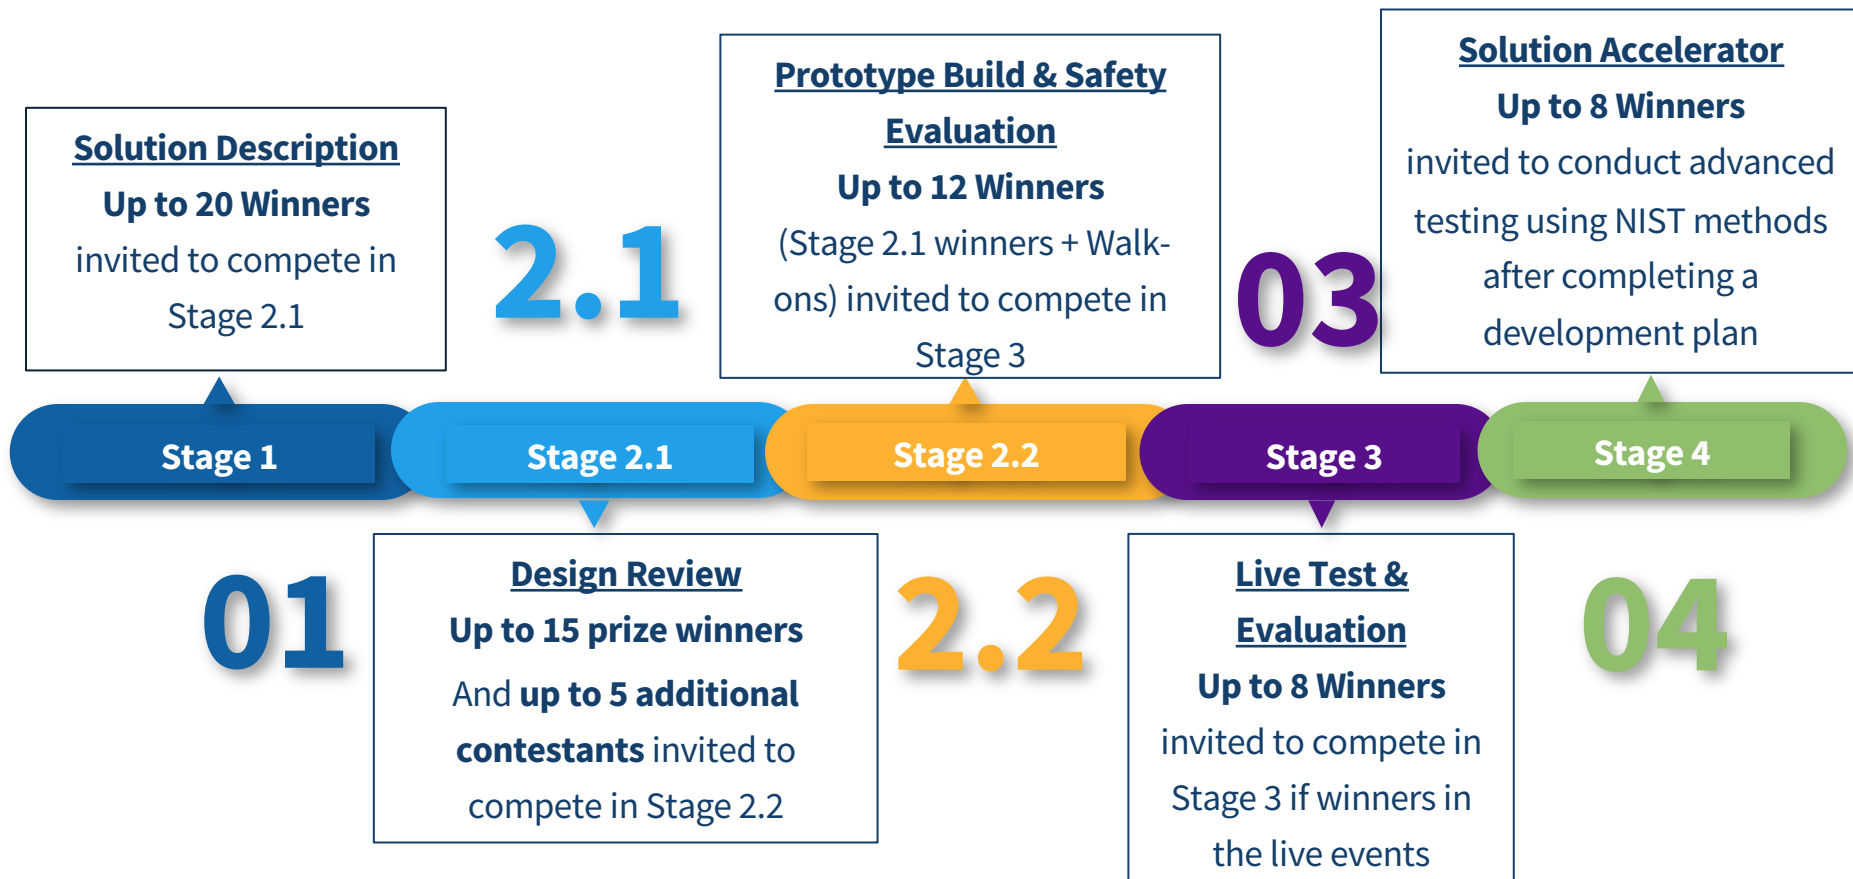 Solution Description
Up to 20 Winners
invited to compete in
Stage 2.1
2.1
Prototype Build & Safety
Evaluation
Up to 12 Winners
(Stage 2.1 winners + Walk-
ons) invited to compete in
Stage 3
03
Solution Accelerator
Up to 8 Winners
invited to conduct advanced
testing using NIST methods
after completing a
development plan
Stage 1
Stage 2.1
Stage 2.2
Stage 3
Stage 4
01
Design Review
Up to 15 prize winners
And up to 5 additional
contestants invited to
compete in Stage 2.2
2.2
Live Test &
Evaluation
Up to 8 Winners
invited to compete in
Stage 3 if winners in
the live events
04